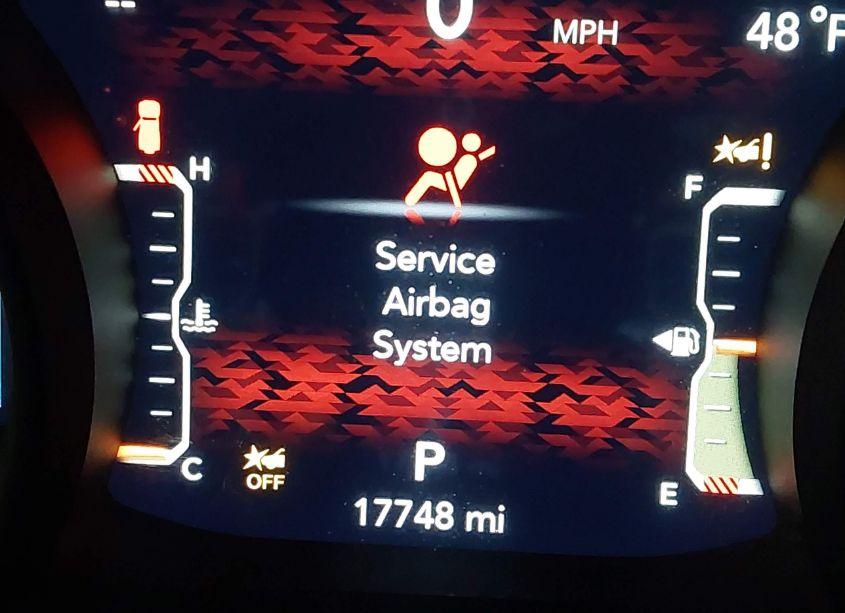 --
0 MPH 48°F
H
F
Service
Airbag
System
C
OFF
P
E
17748 mi